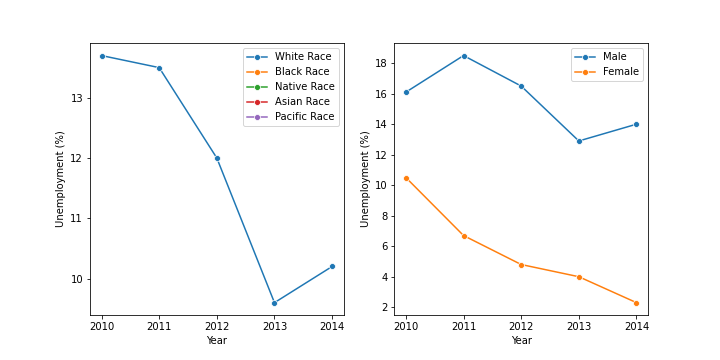 White Race
Black Race
Native Race
Asian Race
Pacific Race
13
12
11
10
Unemployment (%)
2010 2011 2012 2013 2014
Year
Male
Female
18
16
14
12
10
8
6
4
2
Unemployment (%)
2010 2011 2012 2013 2014
Year